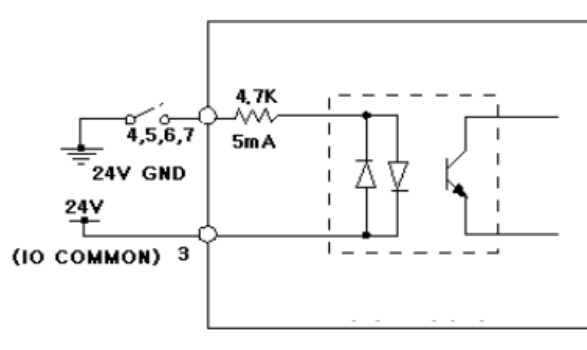 4,7K
4,5,6,7
5mA
24V GND
24V
(IO COMMON) 3